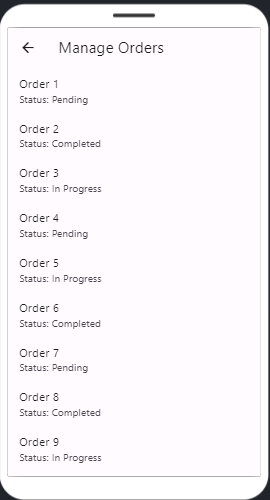 Manage Orders
Order 1
Status: Pending
Order 2
Status: Completed
Order 3
Status: In Progress
Order 4
Status: Pending
Order 5
Status: In Progress
Order 6
Status: Completed
Order 7
Status: Pending
Order 8
Status: Completed
Order 9
Status: In Progress